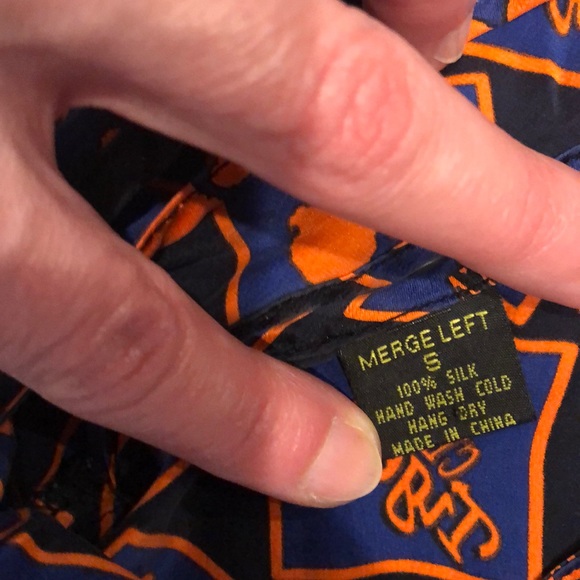 MERGE LEFT
S
100% SILK
HAND WASH COLD
HANG DRY
MADE IN CHINA